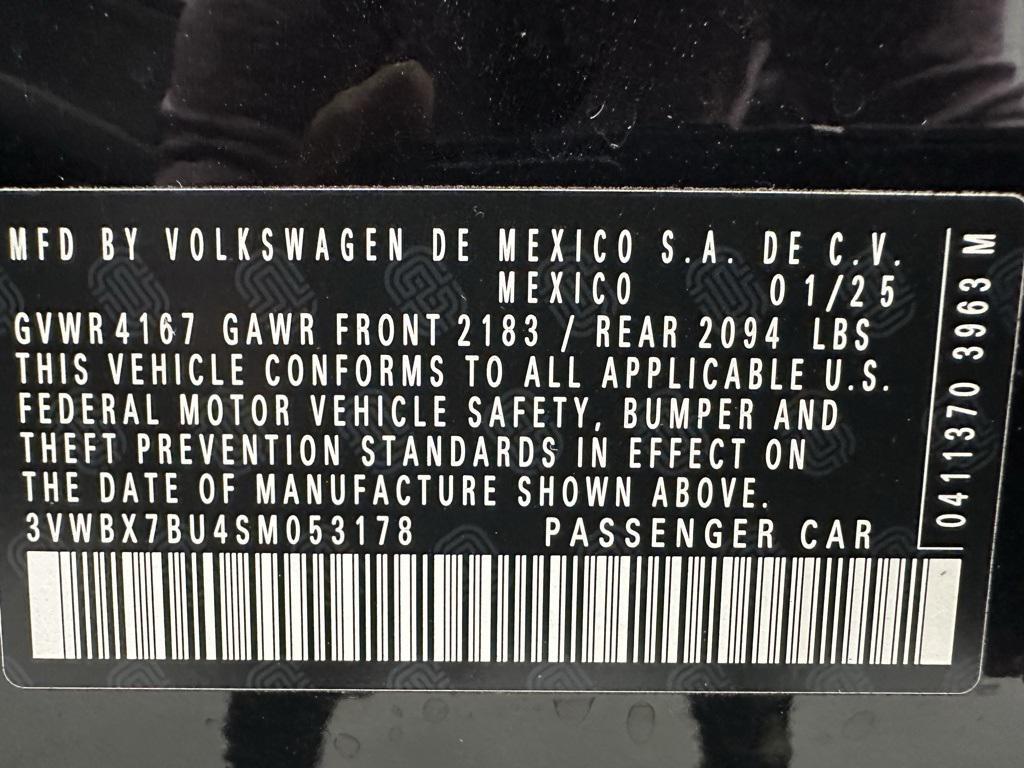 MFD BY VOLKSWAGEN DE MEXICO S.A. DE C.V.
MEXICO 01/25
GVWR 4167 GAWR FRONT 2183 / REAR 2094 LBS
THIS VEHICLE CONFORMS TO ALL APPLICABLE U.S.
FEDERAL MOTOR VEHICLE SAFETY, BUMPER AND
THEFT PREVENTION STANDARDS IN EFFECT ON
THE DATE OF MANUFACTURE SHOWN ABOVE.
3VWBX7BU4SM053178 PASSENGER CAR
0411370 3963 M